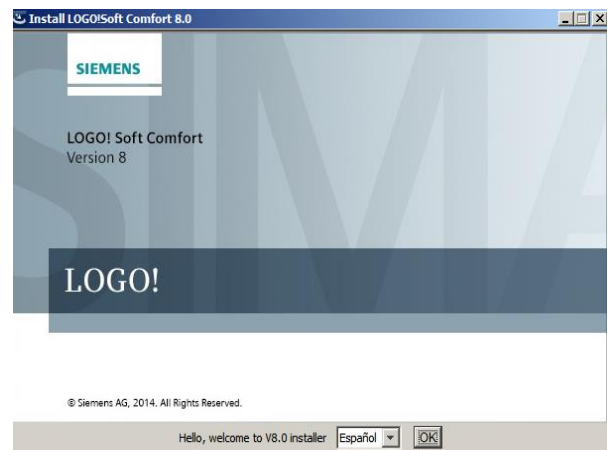 Install LOGO!Soft Comfort 8.0
SIEMENS
LOGO! Soft Comfort
Version 8
LOGO!
© Siemens AG, 2014. All Rights Reserved.
Hello, welcome to V8.0 installer Español OK